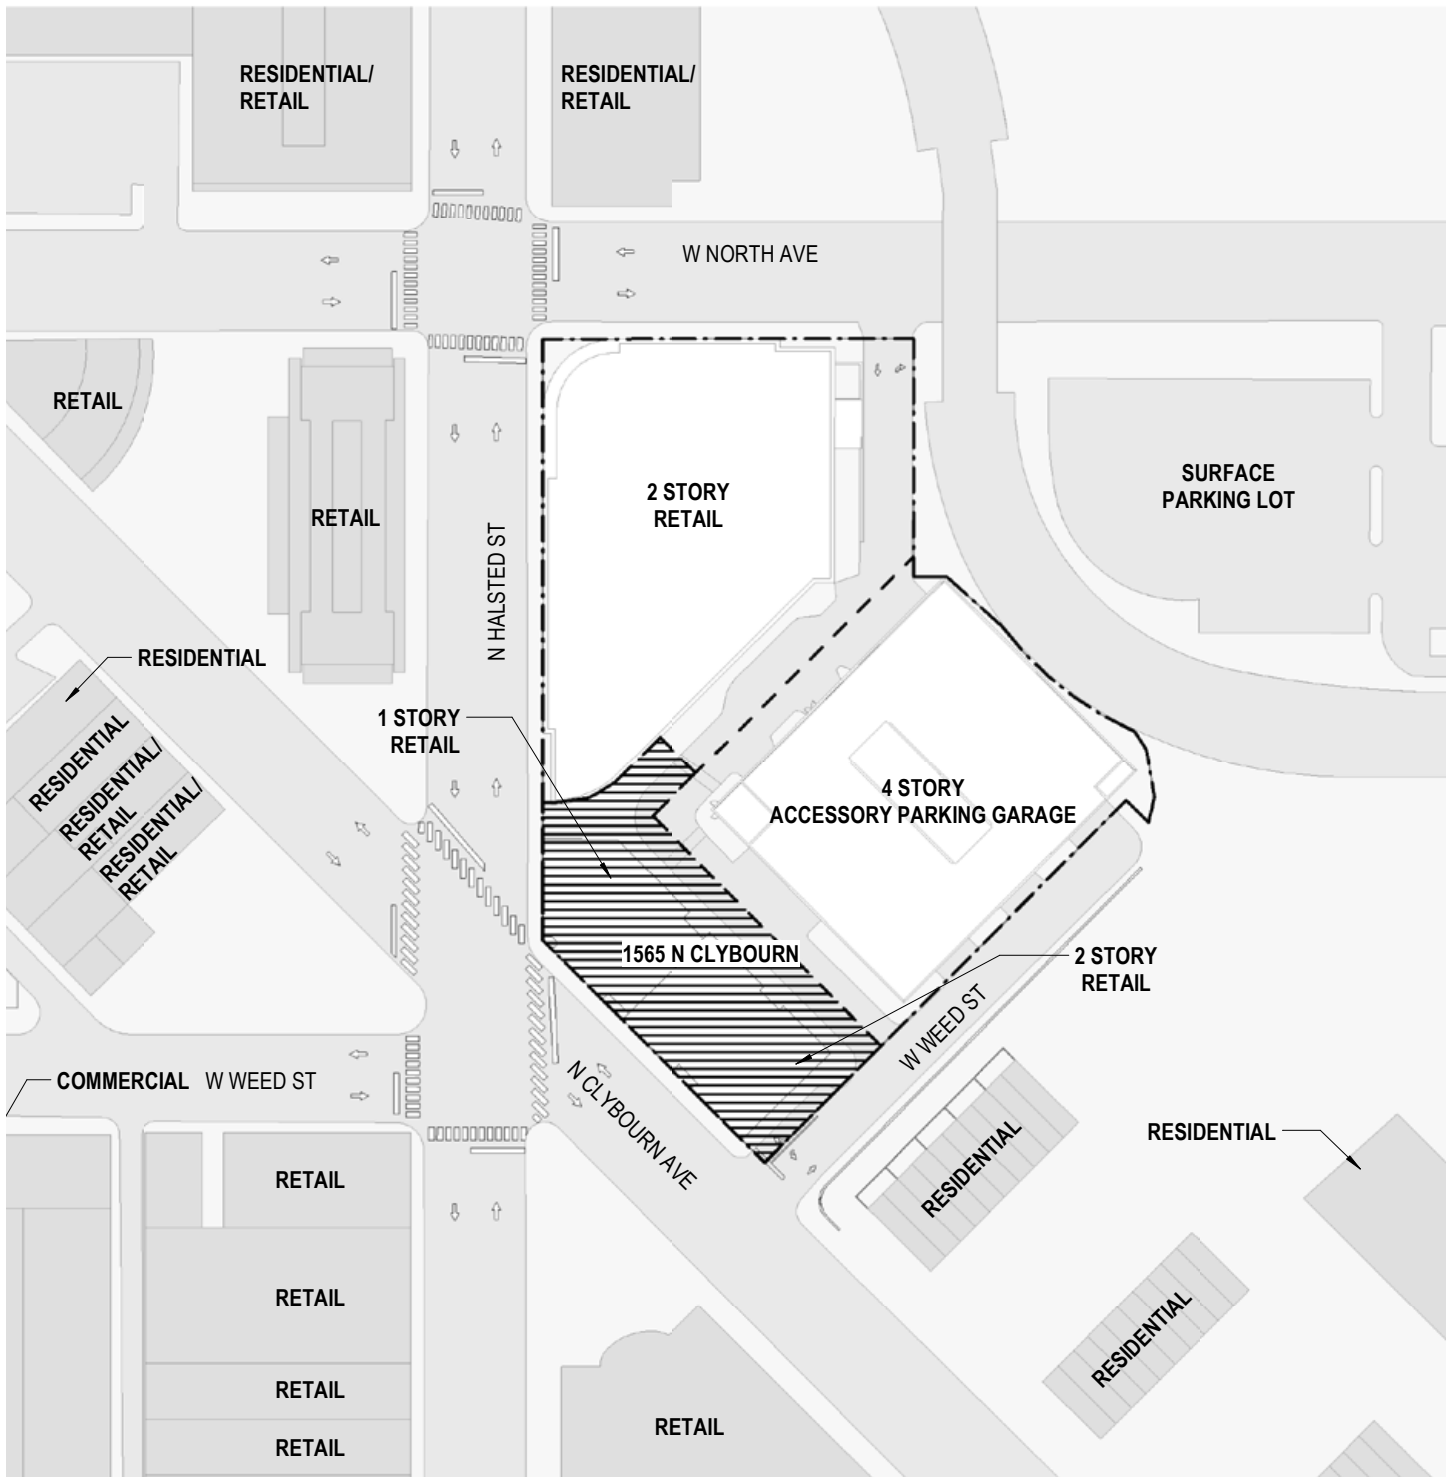 RESIDENTIAL/
RETAIL
RESIDENTIAL/
RETAIL
W NORTH AVE
RETAIL
RETAIL
2 STORY
RETAIL
SURFACE
PARKING LOT
N HALSTED ST
RESIDENTIAL
1 STORY
RETAIL
RESIDENTIAL
RESIDENTIAL/
RETAIL
RESIDENTIAL/
RETAIL
4 STORY
ACCESSORY PARKING GARAGE
1565 N CLYBOURN
2 STORY
RETAIL
W WEED ST
COMMERCIAL
W WEED ST
N CLYBOURN AVE
RESIDENTIAL
RESIDENTIAL
RETAIL
RETAIL
RESIDENTIAL
RETAIL
RETAIL
RETAIL